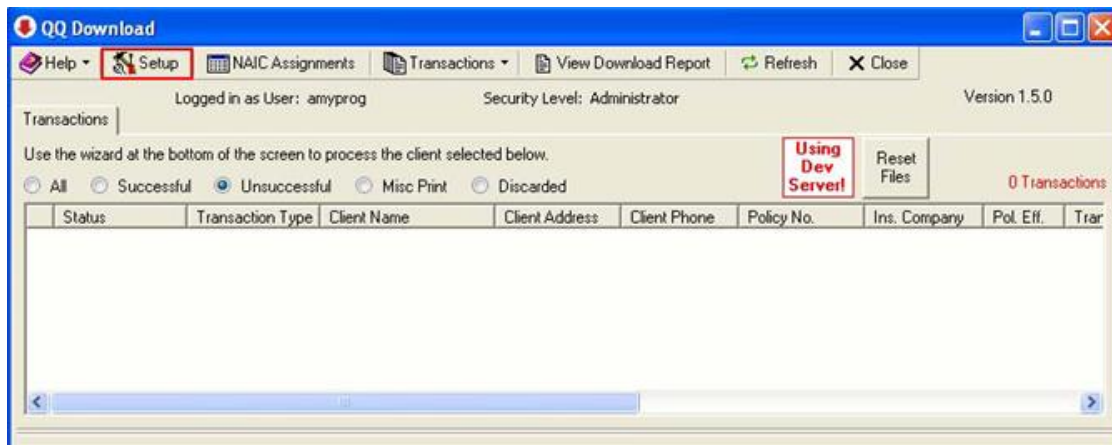 QQ Download
Help Setup NAIC Assignments Transactions View Download Report Refresh Close
Logged in as User: amyprog Security Level: Administrator Version 1.5.0
Transactions
Use the wizard at the bottom of the screen to process the client selected below.
Using
Dev
Server!
Reset
Files
All Successful Unsuccessful Misc Print Discarded
0 Transactions
Status Transaction Type Client Name Client Address Client Phone Policy No. Ins. Company Pol. Eff. Tran